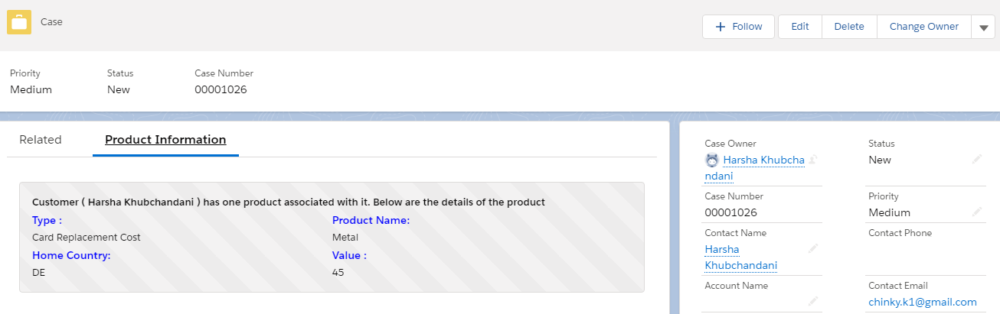 Case
Follow Edit Delete Change Owner
Priority Status Case Number
Medium New 00001026
Related Product Information
Customer ( Harsha Khubchandani ) has one product associated with it. Below are the details of the product
Type : Product Name:
Card Replacement Cost Metal
Home Country: Value :
DE 45
Case Owner Status
Harsha Khubcha New
ndani
Case Number Priority
00001026 Medium
Contact Name Contact Phone
Harsha
Khubchandani
Account Name Contact Email
chinky.k1@gmail.com